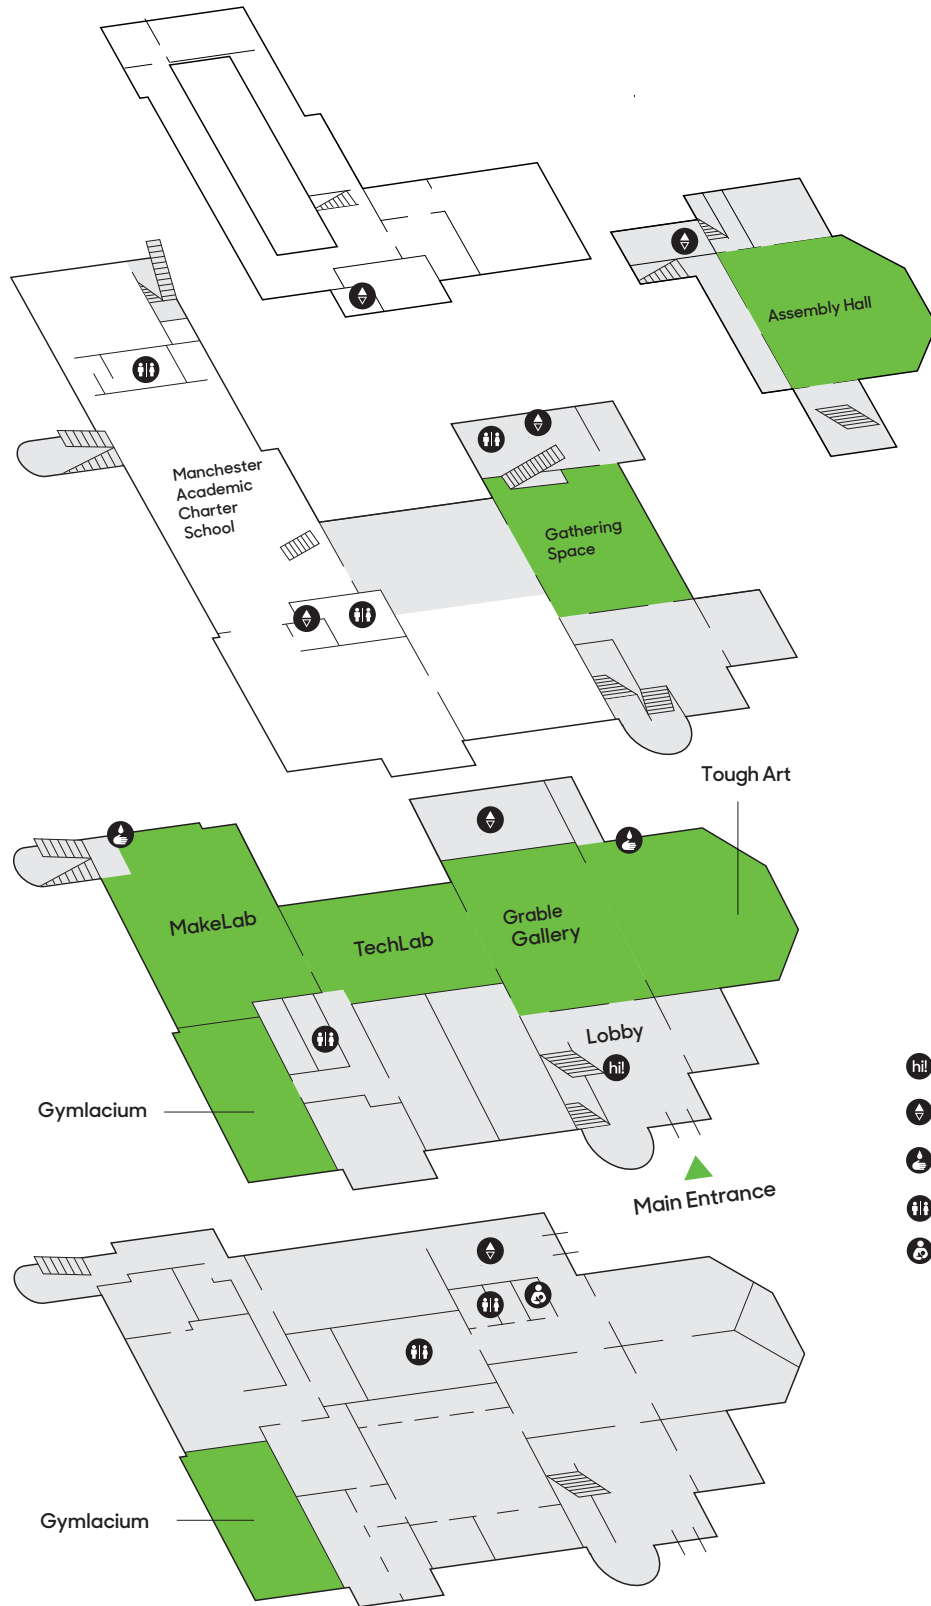 Assembly Hall
Manchester
Academic
Charter
School
Gathering
Space
Tough Art
MakeLab
TechLab
Grable
Gallery
Lobby
hi!
hi!
Gymlacium
Main Entrance
Gymlacium